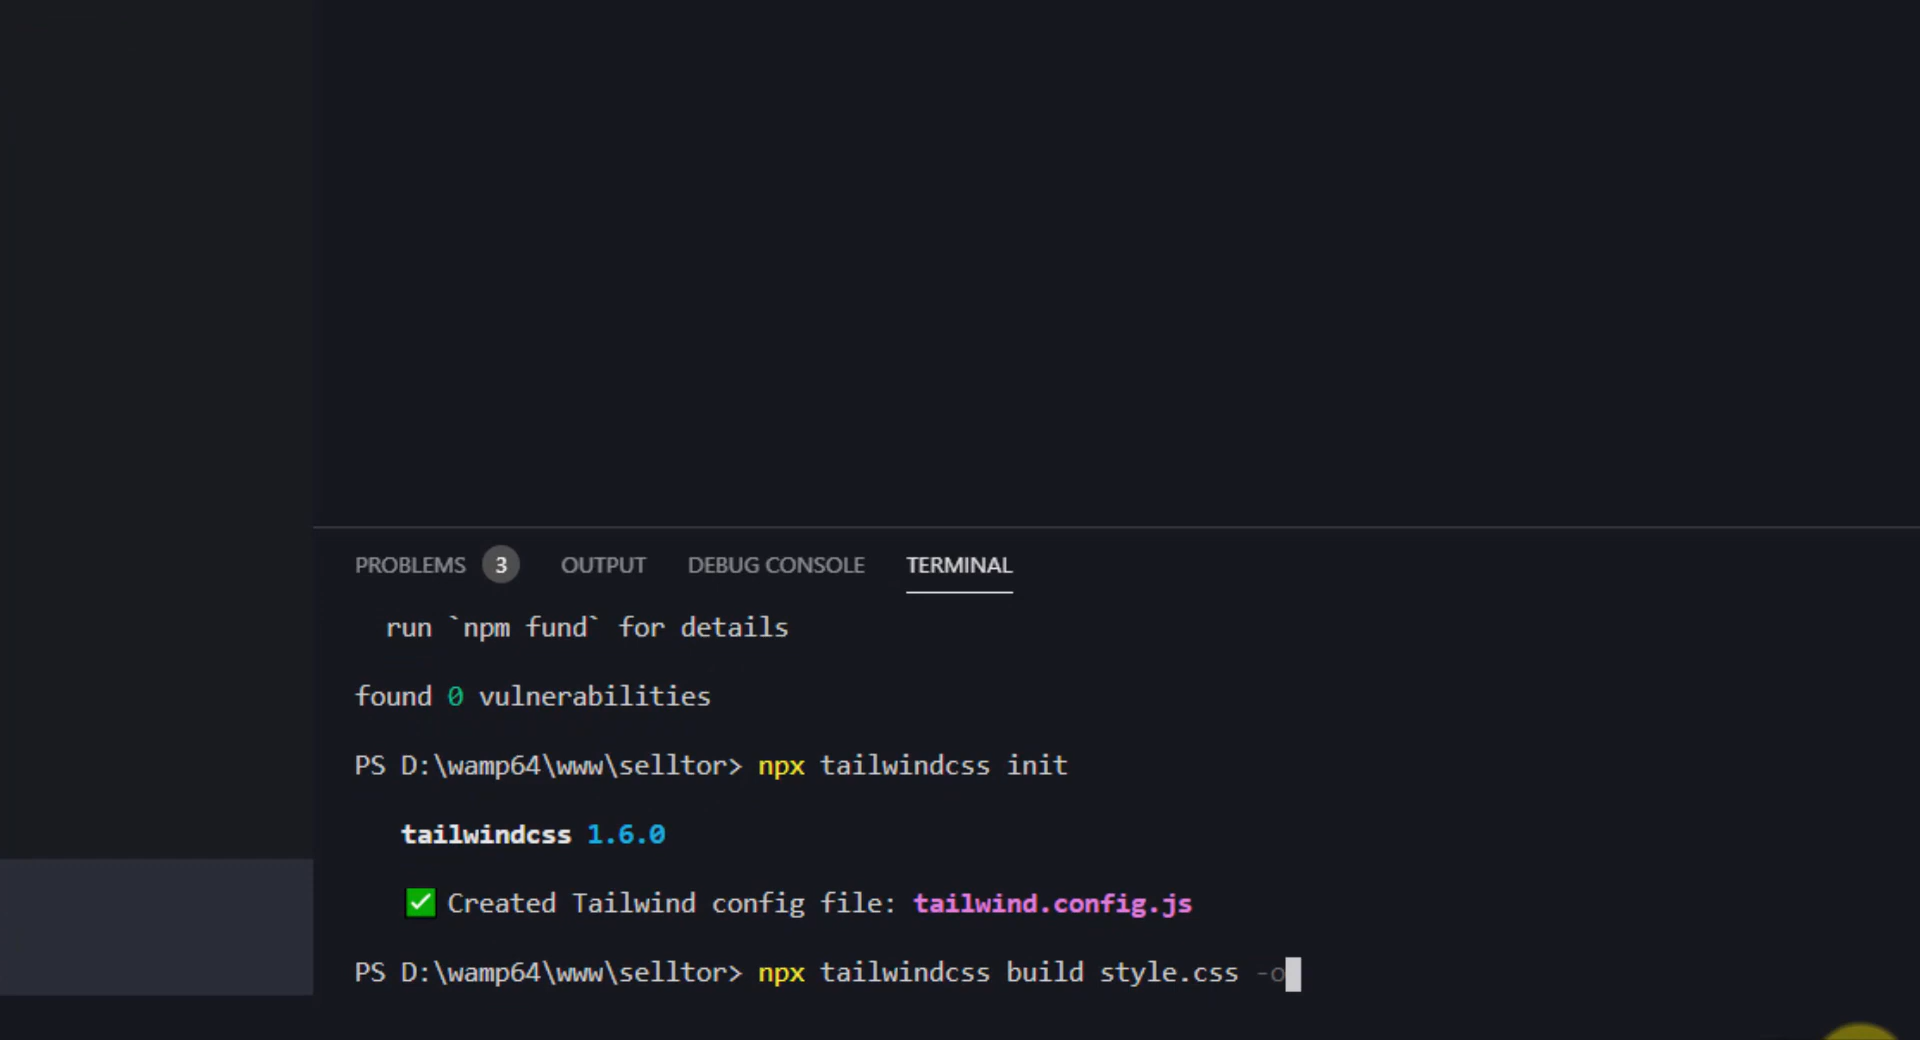 PROBLEMS 3 OUTPUT DEBUG CONSOLE TERMINAL
run `npm fund` for details
found 0 vulnerabilities
PS D:\wamp64\www\selltor> npx tailwindcss init
tailwindcss 1.6.0
✅ Created Tailwind config file: tailwind.config.js
PS D:\wamp64\www\selltor> npx tailwindcss build style.css -o